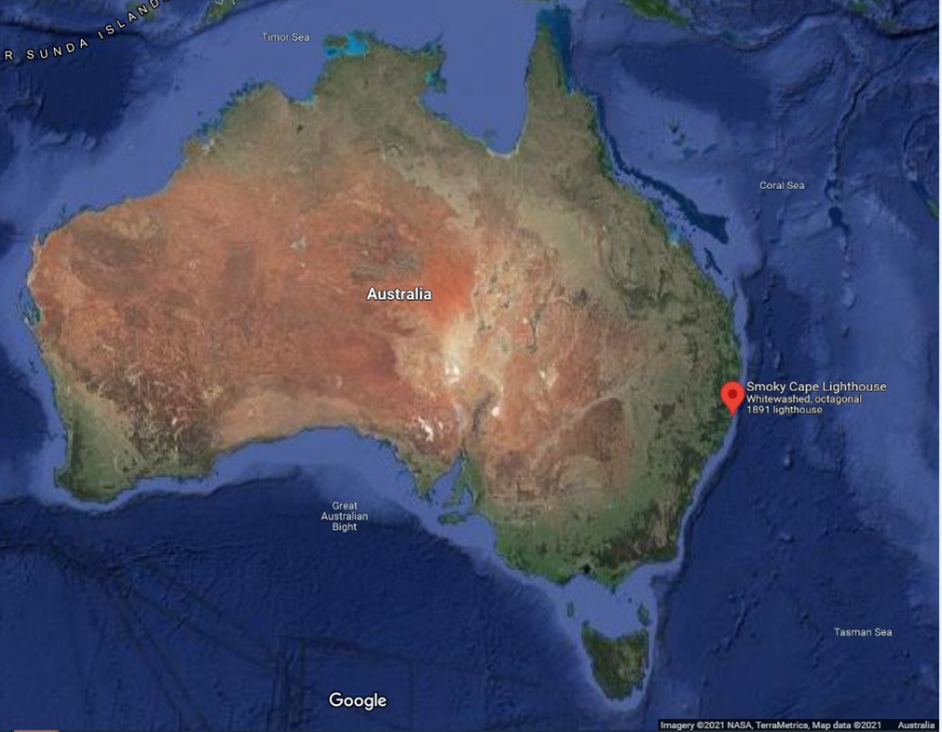 R SUNDA ISLAND
Timor Sea
Coral Sea
Australia
Smoky Cape Lighthouse
Whitewashed, octagonal
1891 lighthouse
Great
Australian
Bight
Tasman Sea
Google
Imagery ©2021 NASA, TerraMetrics, Map data ©2021 Australia